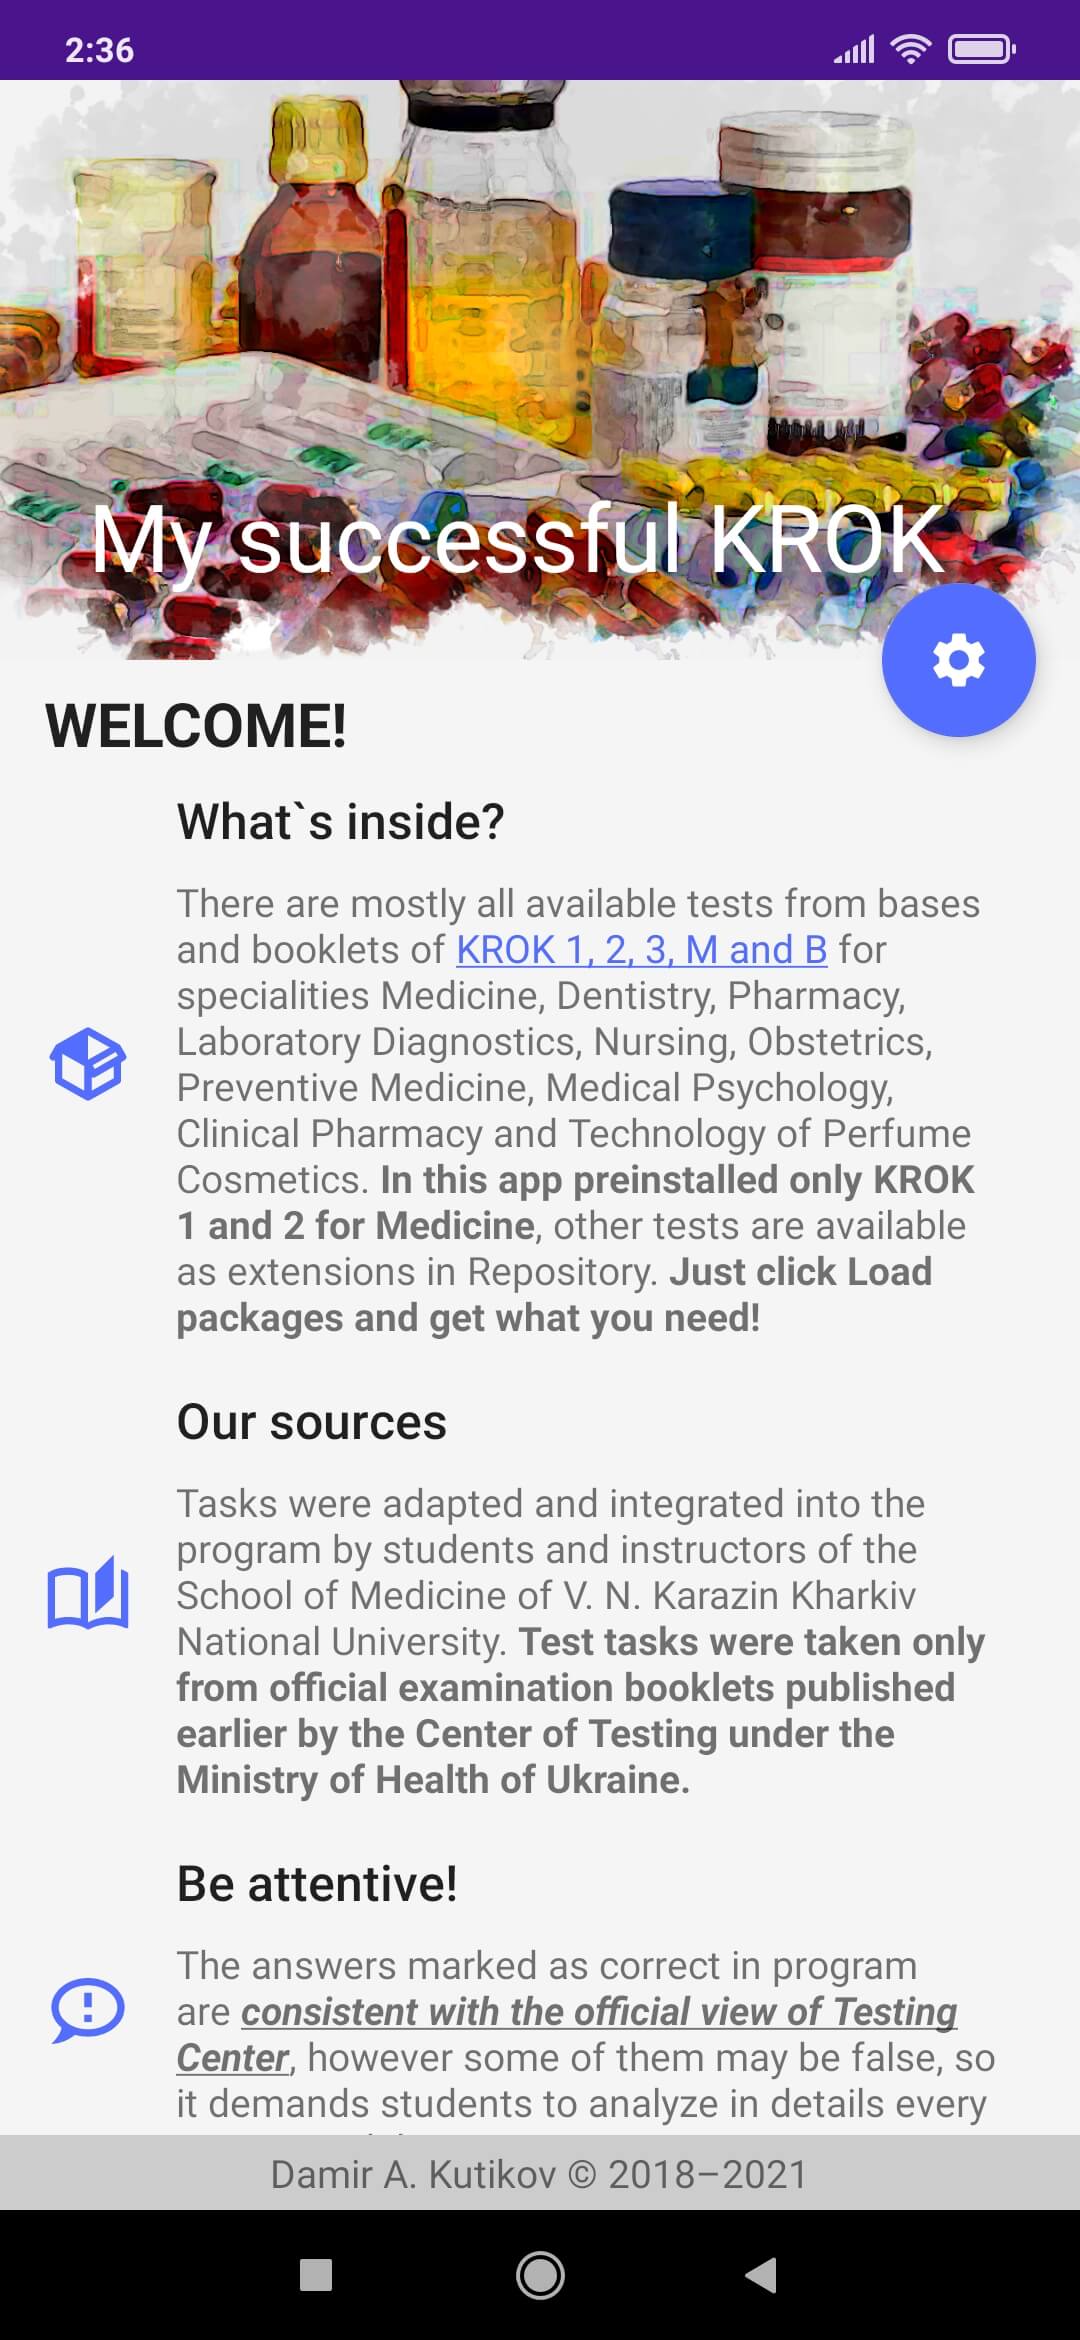 2:36
My successful KROK
WELCOME!
What`s inside?
There are mostly all available tests from bases
and booklets of KROK 1, 2, 3, M and B for
specialities Medicine, Dentistry, Pharmacy,
Laboratory Diagnostics, Nursing, Obstetrics,
Preventive Medicine, Medical Psychology,
Clinical Pharmacy and Technology of Perfume
Cosmetics. In this app preinstalled only KROK
1 and 2 for Medicine, other tests are available
as extensions in Repository. Just click Load
packages and get what you need!
Our sources
Tasks were adapted and integrated into the
program by students and instructors of the
School of Medicine of V. N. Karazin Kharkiv
National University. Test tasks were taken only
from official examination booklets published
earlier by the Center of Testing under the
Ministry of Health of Ukraine.
Be attentive!
The answers marked as correct in program
are consistent with the official view of Testing
Center, however some of them may be false, so
it demands students to analyze in details every
Damir A. Kutikov © 2018–2021